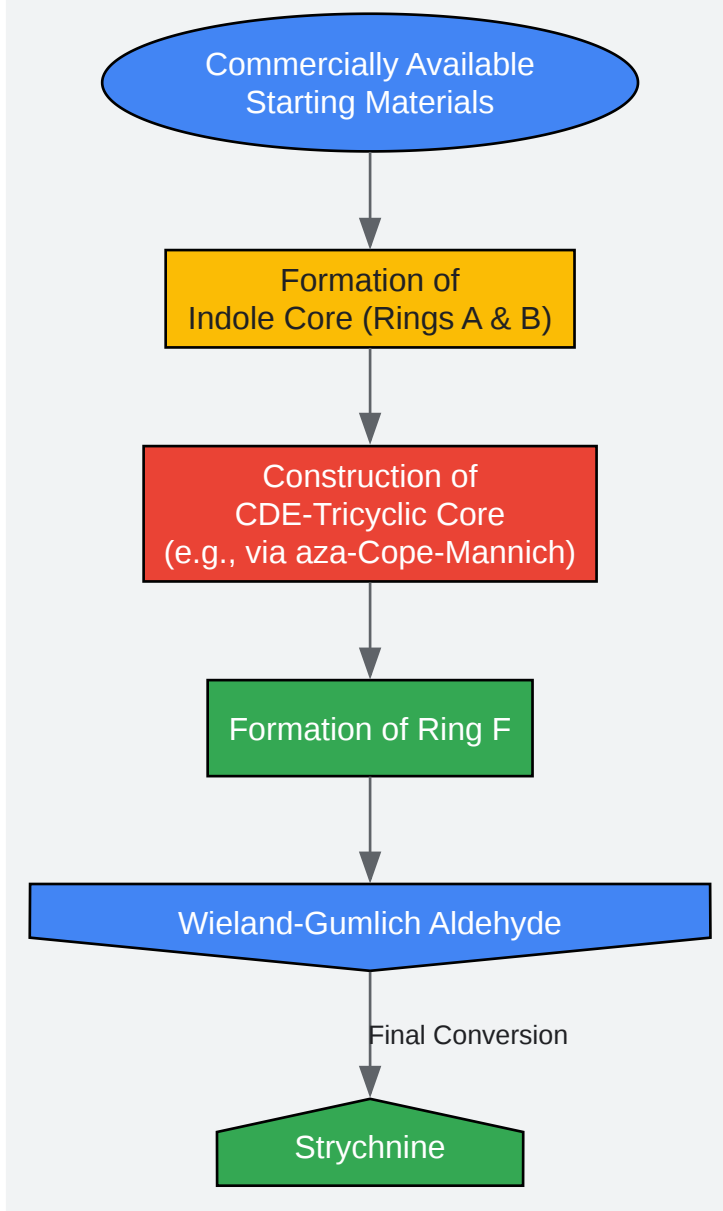 Commercially Available
Starting Materials
Formation of
Indole Core (Rings A & B)
Construction of
CDE-Tricyclic Core
(e.g., via aza-Cope-Mannich)
Formation of Ring F
Wieland-Gumlich Aldehyde
Final Conversion
Strychnine